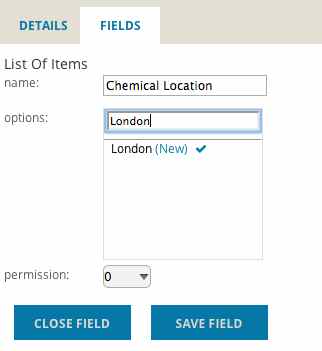 DETAILS FIELDS
List Of Items
name: Chemical Location
options: London
London (New)
permission: 0
CLOSE FIELD SAVE FIELD